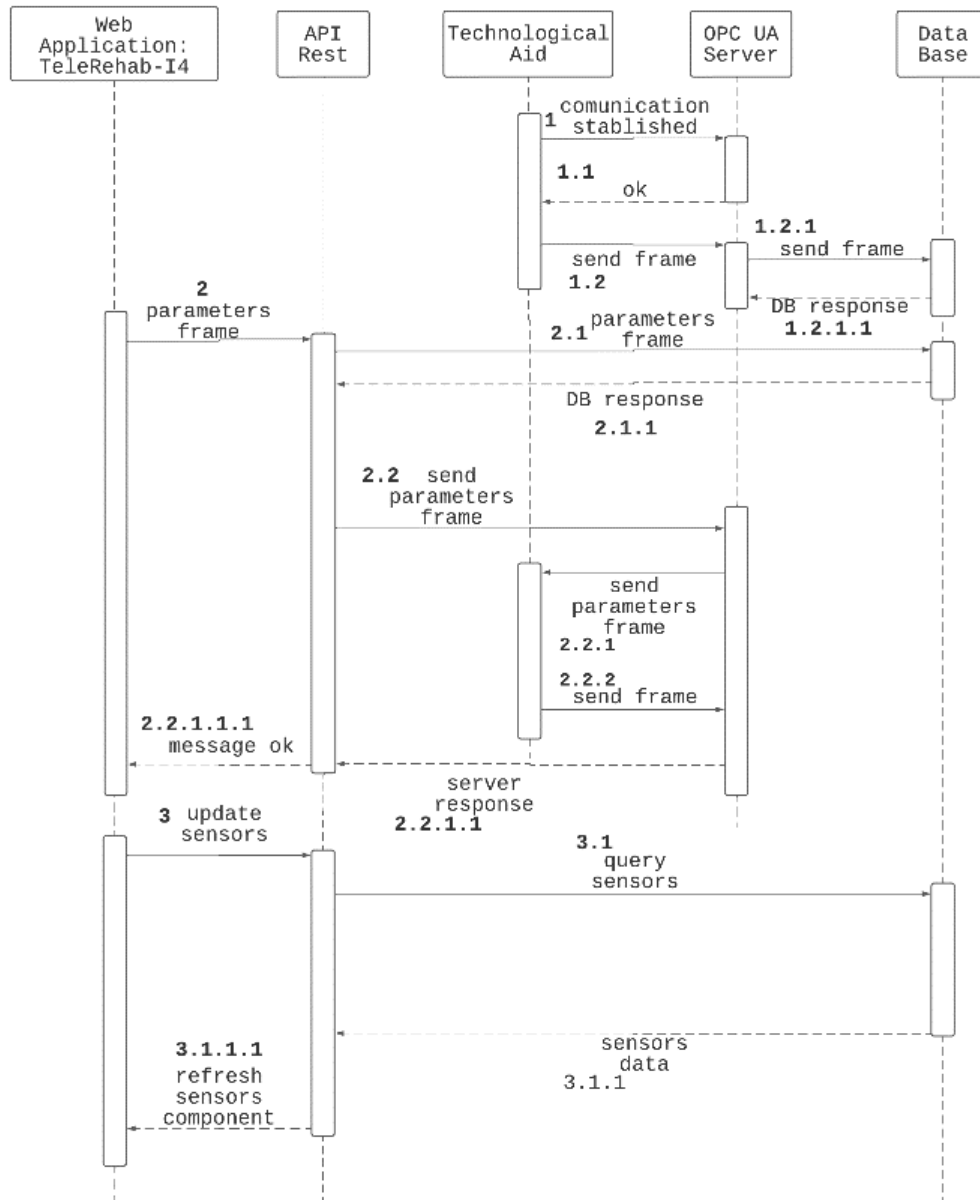 Web
Application:
TeleRehab-I4
API
Rest
Technological
Aid
OPC UA
Server
Data
Base
1 comunication
stablished
1.1
ok
send frame
1.2
1.2.1
send frame
DB response
1.2.1.1
2
parameters
frame
2.1 parameters
frame
DB response
2.1.1
2.2 send
parameters
frame
send
parameters
frame
2.2.1
2.2.2
send frame
2.2.1.1.1
message ok
server
response
2.2.1.1
3 update
sensors
3.1
query
sensors
sensors
data
3.1.1
3.1.1.1
refresh
sensors
component